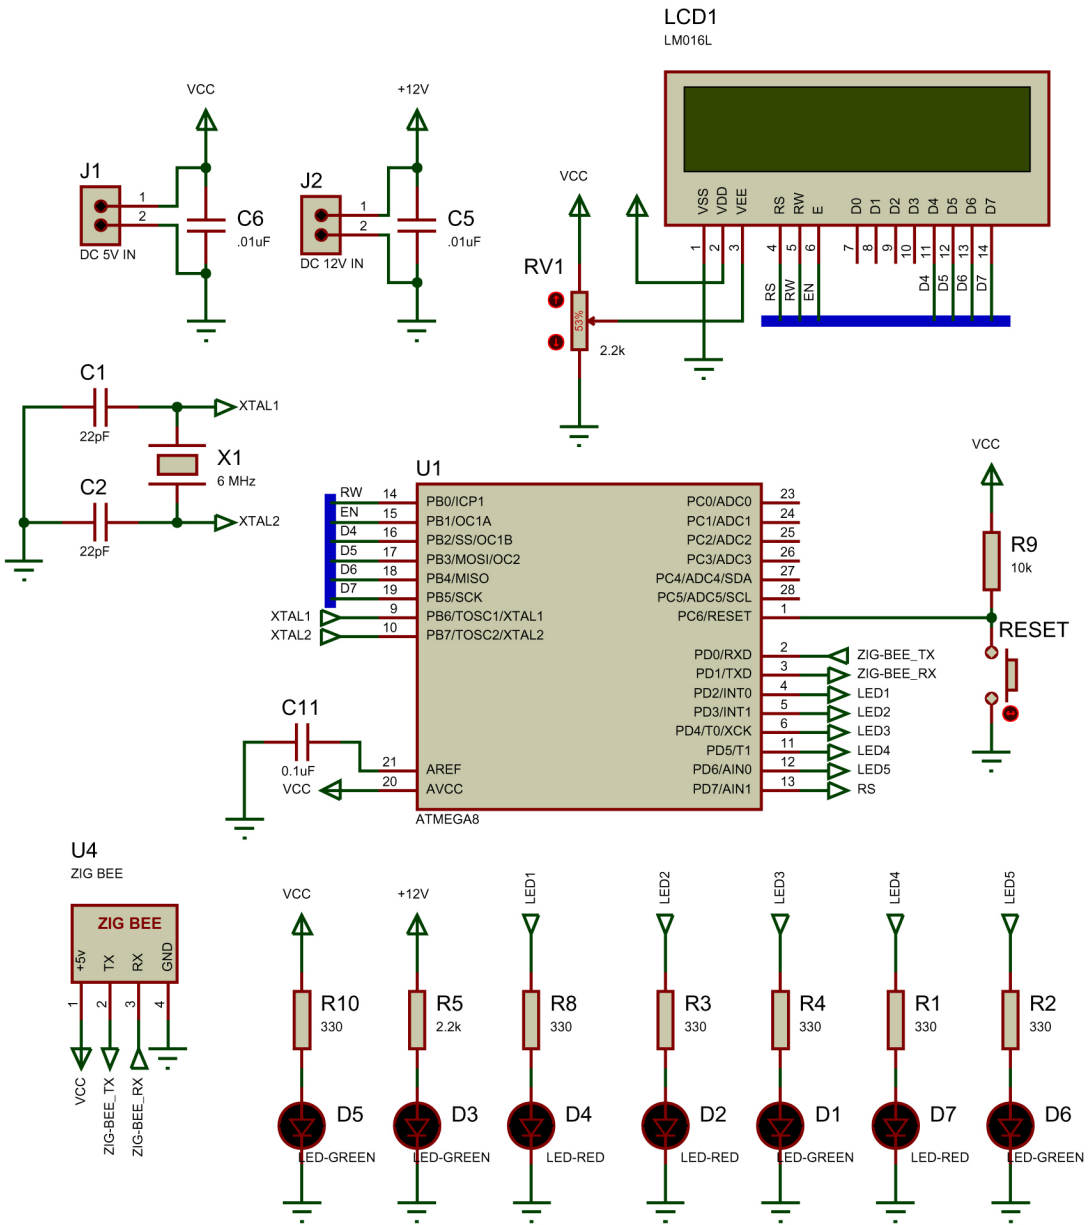 LCD1
LM016L
VSS
VDD
VEE
RS
RW
E
D0
D1
D2
D3
D4
D5
D6
D7
1
2
3
4
5
6
7
8
9
10
11
12
13
14
RS
RW
EN
D4
D5
D6
D7
VCC
J1
1
2
DC 5V IN
C6
.01uF
+12V
J2
1
2
DC 12V IN
C5
.01uF
VCC
RV1
53%
2.2k
C1
22pF
XTAL1
X1
6 MHz
C2
22pF
XTAL2
U1
RW 14 PB0/ICP1
EN 15 PB1/OC1A
D4 16 PB2/SS/OC1B
D5 17 PB3/MOSI/OC2
D6 18 PB4/MISO
D7 19 PB5/SCK
XTAL1 9 PB6/TOSC1/XTAL1
XTAL2 10 PB7/TOSC2/XTAL2
21 AREF
VCC 20 AVCC
PC0/ADC0 23
PC1/ADC1 24
PC2/ADC2 25
PC3/ADC3 26
PC4/ADC4/SDA 27
PC5/ADC5/SCL 28
PC6/RESET 1
PD0/RXD 2 ZIG-BEE_TX
PD1/TXD 3 ZIG-BEE_RX
PD2/INT0 4 LED1
PD3/INT1 5 LED2
PD4/T0/XCK 6 LED3
PD5/T1 11 LED4
PD6/AIN0 12 LED5
PD7/AIN1 13 RS
ATMEGA8
C11
0.1uF
VCC
R9
10k
RESET
U4
ZIG BEE
ZIG BEE
+5v
TX
RX
GND
1
2
3
4
VCC
ZIG-BEE_TX
ZIG-BEE_RX
VCC
R10
330
D5
LED-GREEN
+12V
R5
2.2k
D3
LED-GREEN
LED1
R8
330
D4
LED-RED
LED2
R3
330
D2
LED-RED
LED3
R4
330
D1
LED-GREEN
LED4
R1
330
D7
LED-RED
LED5
R2
330
D6
LED-GREEN